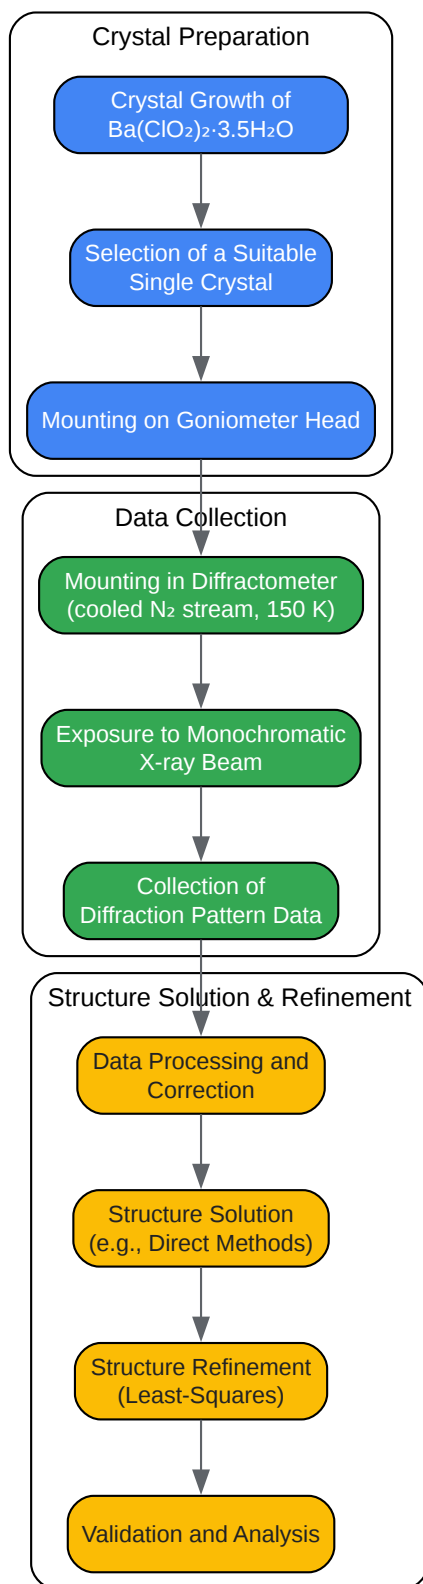 Crystal Preparation
Crystal Growth of
Ba(ClO₂)₂·3.5H₂O
Selection of a Suitable
Single Crystal
Mounting on Goniometer Head
Data Collection
Mounting in Diffractometer
(cooled N₂ stream, 150 K)
Exposure to Monochromatic
X-ray Beam
Collection of
Diffraction Pattern Data
Structure Solution & Refinement
Data Processing and
Correction
Structure Solution
(e.g., Direct Methods)
Structure Refinement
(Least-Squares)
Validation and Analysis